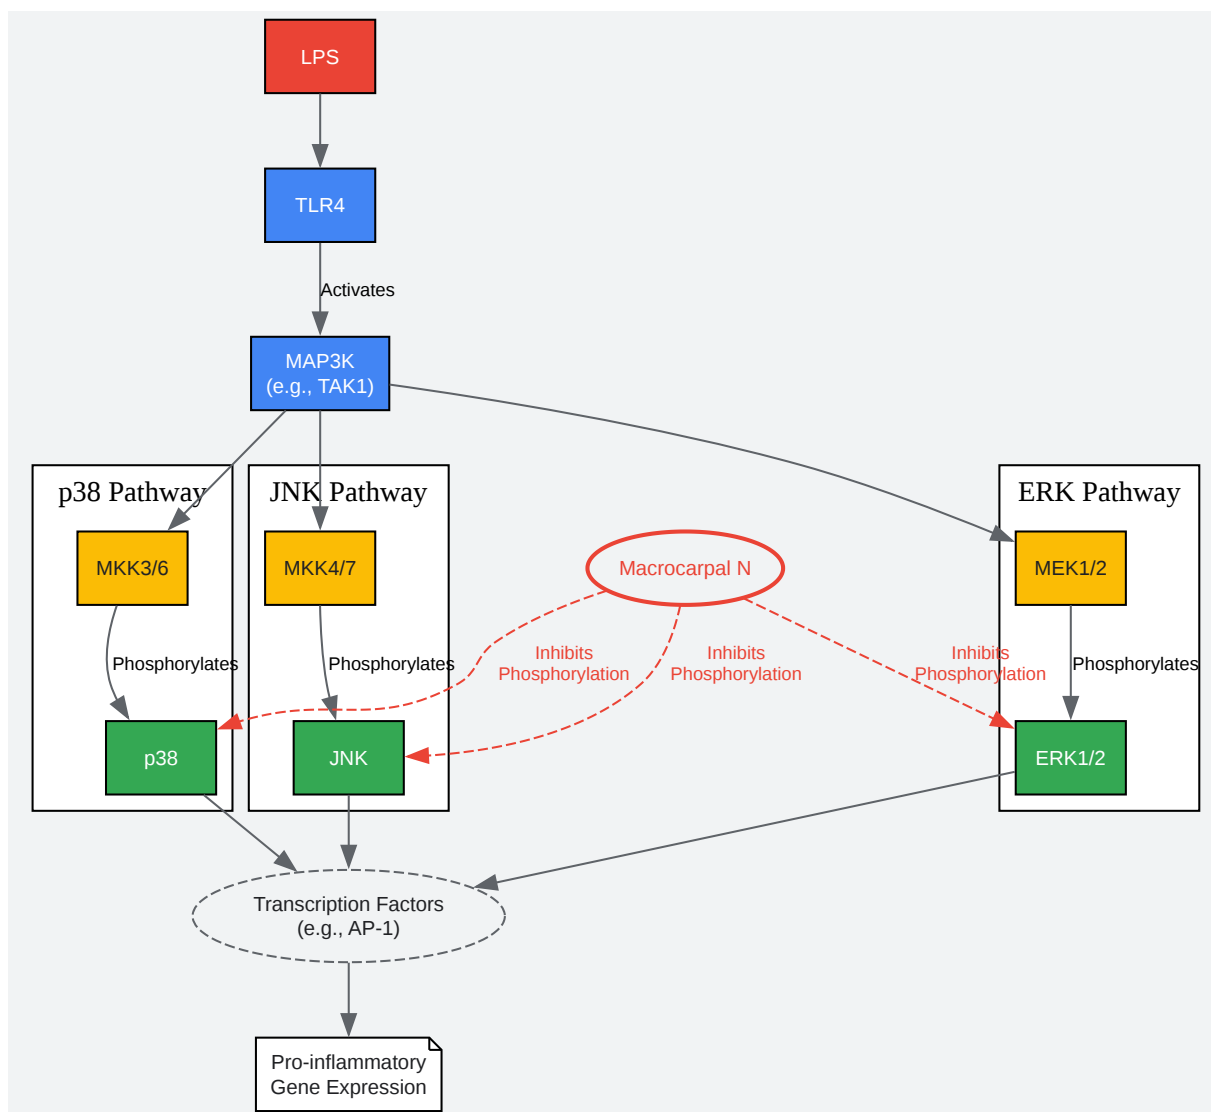 LPS
TLR4
Activates
MAP3K
(e.g., TAK1)
p38 Pathway
JNK Pathway
ERK Pathway
MKK3/6
MKK4/7
Macrocarpal N
MEK1/2
Phosphorylates
Phosphorylates
Inhibits
Phosphorylation
Inhibits
Phosphorylation
Inhibits
Phosphorylation
Phosphorylates
p38
JNK
ERK1/2
Transcription Factors
(e.g., AP-1)
Pro-inflammatory
Gene Expression